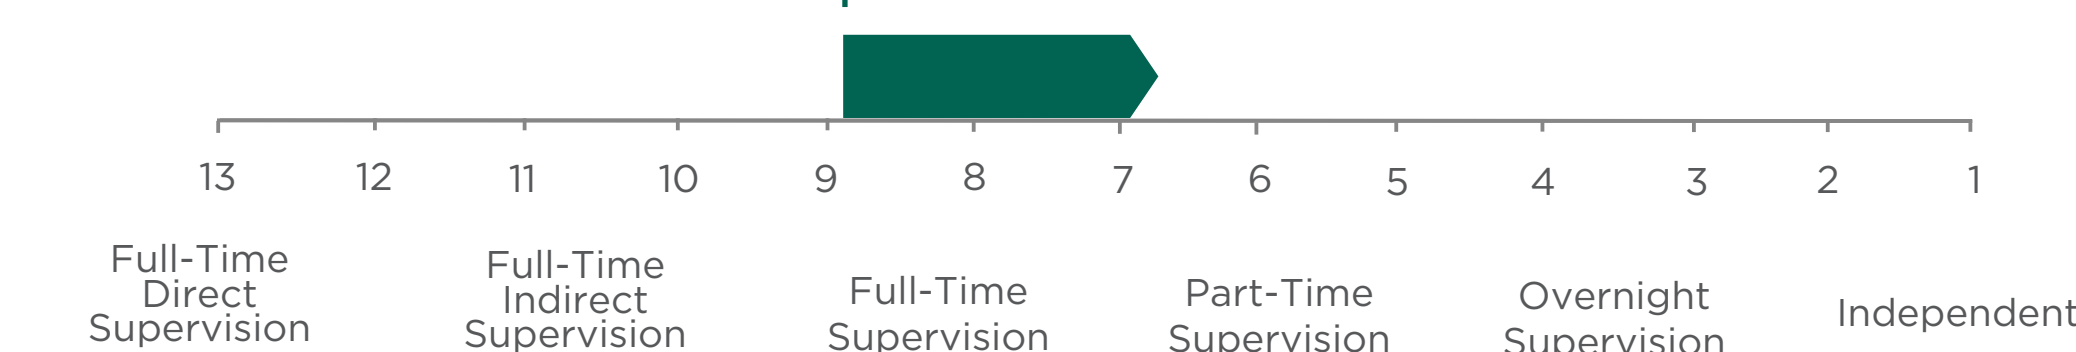 13 12 11 10 9 8 7 6 5 4 3 2 1
Full-Time
Direct
Supervision
Full-Time
Indirect
Supervision
Full-Time
Supervision
Part-Time
Supervision
Overnight
Supervision
Independent